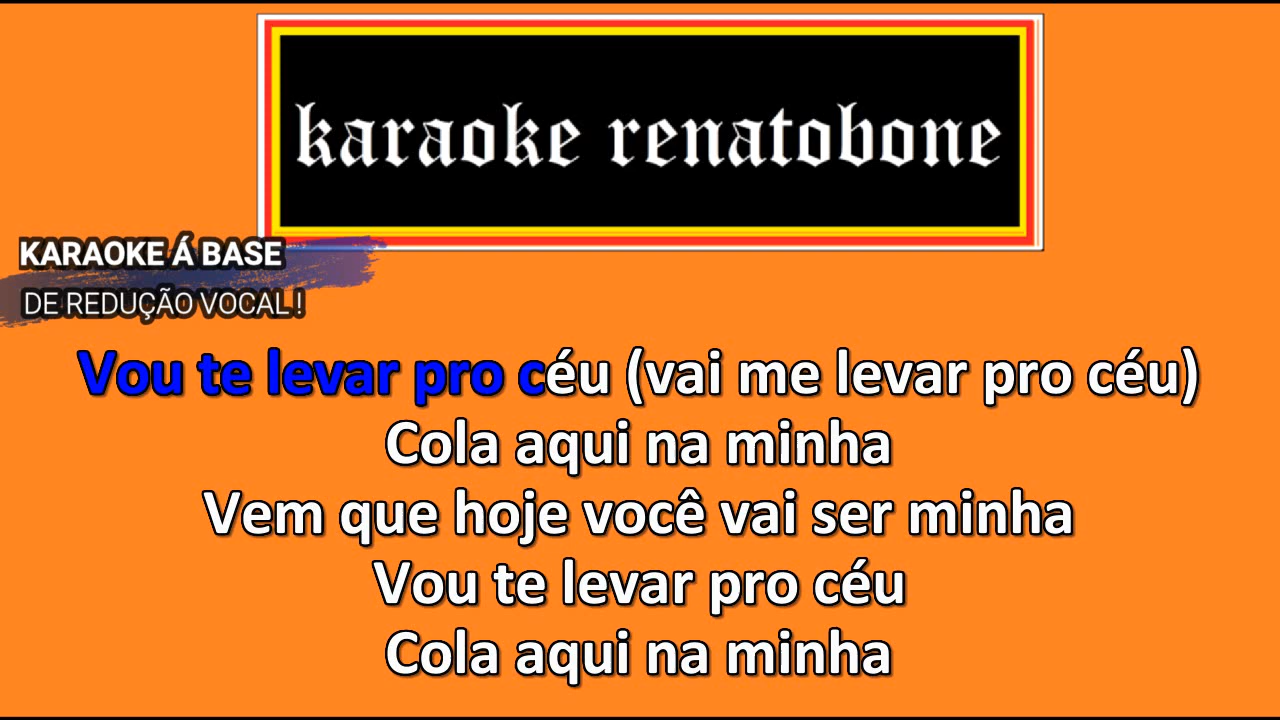 karaoke renatobone
KARAOKE Á BASE
DE REDUÇÃO VOCAL !
Vou te levar pro céu (vai me levar pro céu)
Cola aqui na minha
Vem que hoje você vai ser minha
Vou te levar pro céu
Cola aqui na minha